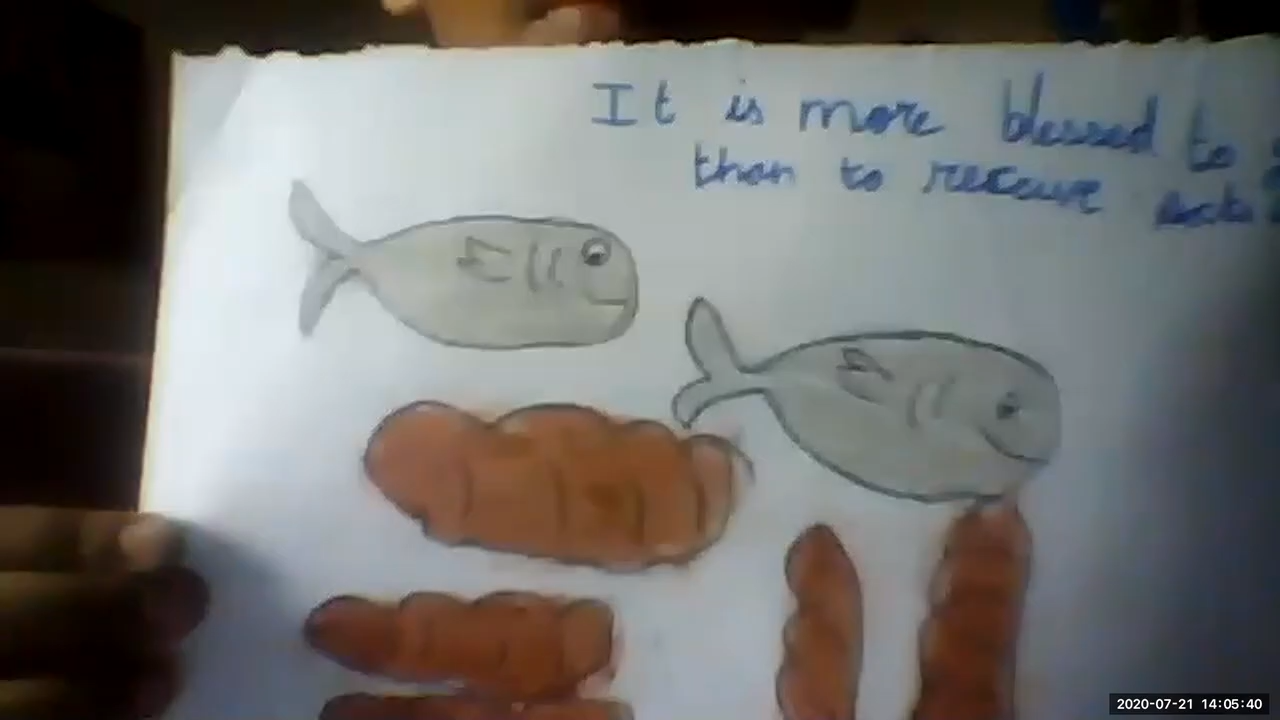 It is more blessed to
than to receive
2020-07-21 14:05:40